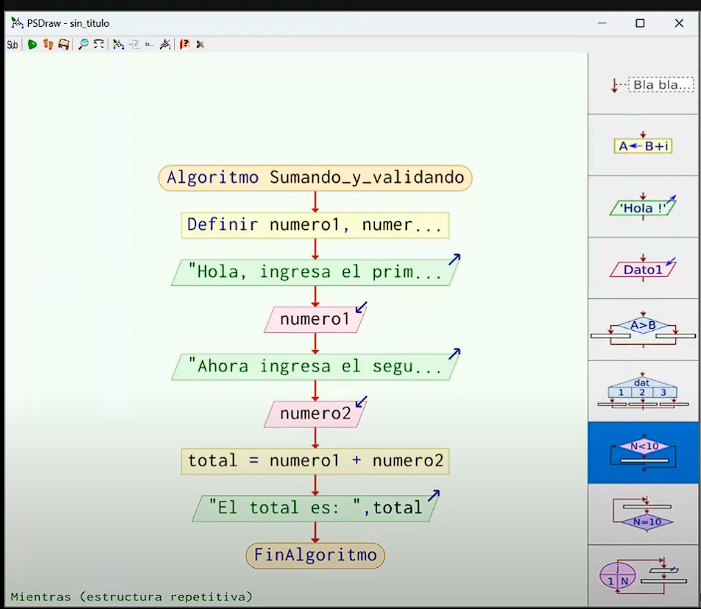 PSDraw - sin_titulo
Sub
Bla bla...
A←B+i
Algoritmo Sumando_y_validando
Definir numero1, numer...
'Hola !'
"Hola, ingresa el prim...
Dato1
numero1
A>B
"Ahora ingresa el segu...
dat
1 2 3
numero2
N<10
total = numero1 + numero2
"El total es: ",total
N=10
FinAlgoritmo
i
1 N
Mientras (estructura repetitiva)